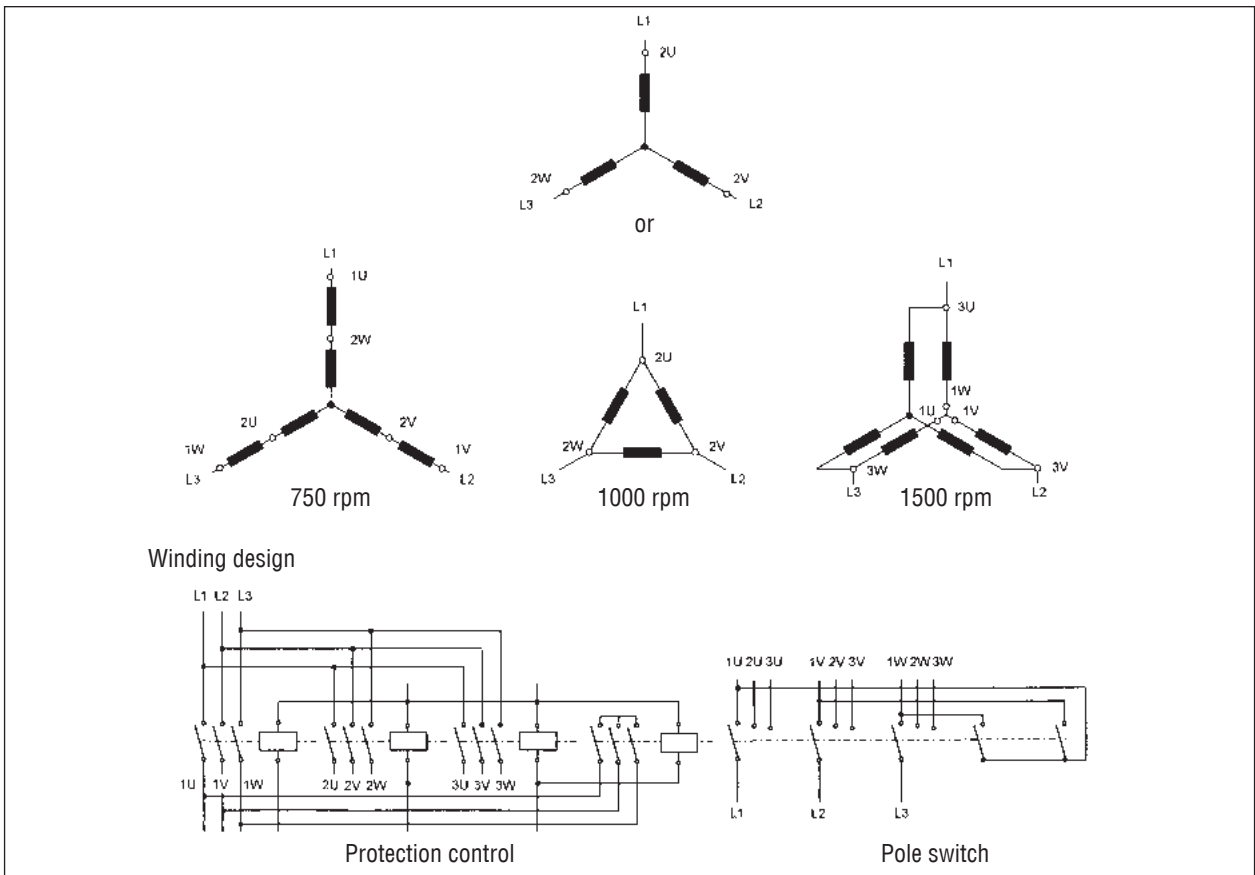 L1
2U
2W
2V
L3
L2
or
L1
1U
2W
2U
2V
1W
1V
L3
L2
750 rpm
L1
2U
2W
2V
L3
L2
1000 rpm
L1
3U
1W
1U
1V
3W
3V
L3
L2
1500 rpm
Winding design
L1 L2 L3
1U 1V 1W
2U 2V 2W
3U 3V 3W
Protection control
1U 2U 3U 1V 2V 3V 1W 2W 3W
L1 L2 L3
Pole switch